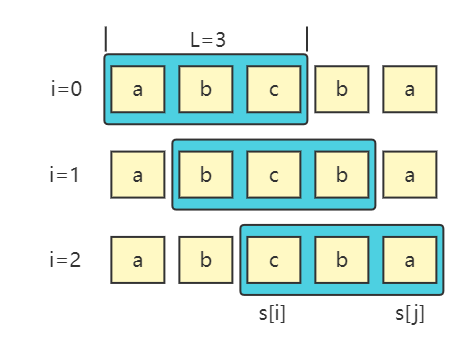 L=3
i=0 a b c b a
i=1 a b c b a
i=2 a b c b a
s[i] s[j]